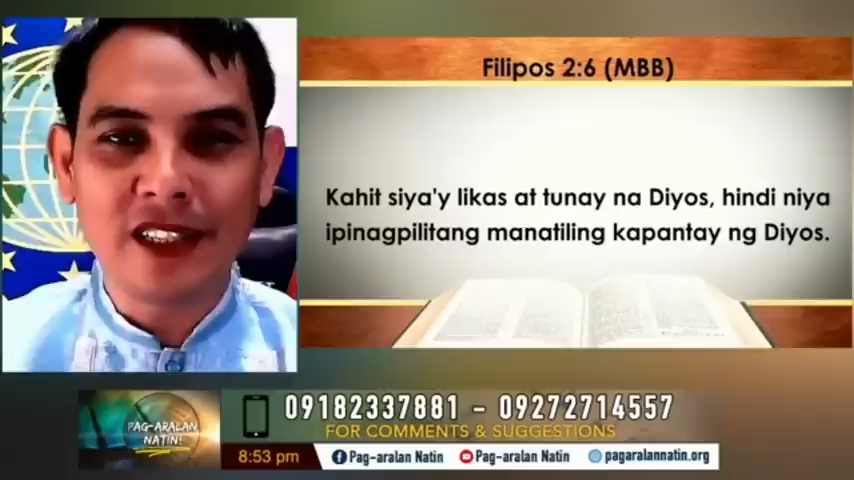 Filipos 2:6 (MBB)
Kahit siya'y likas at tunay na Diyos, hindi niya
ipinagpilitang manatiling kapantay ng Diyos.
PAG-ARALAN
NATIN!
09182337881 - 09272714557
FOR COMMENTS & SUGGESTIONS
8:53 pm
Pag-aralan Natin
Pag-aralan Natin
pagaralannatin.org